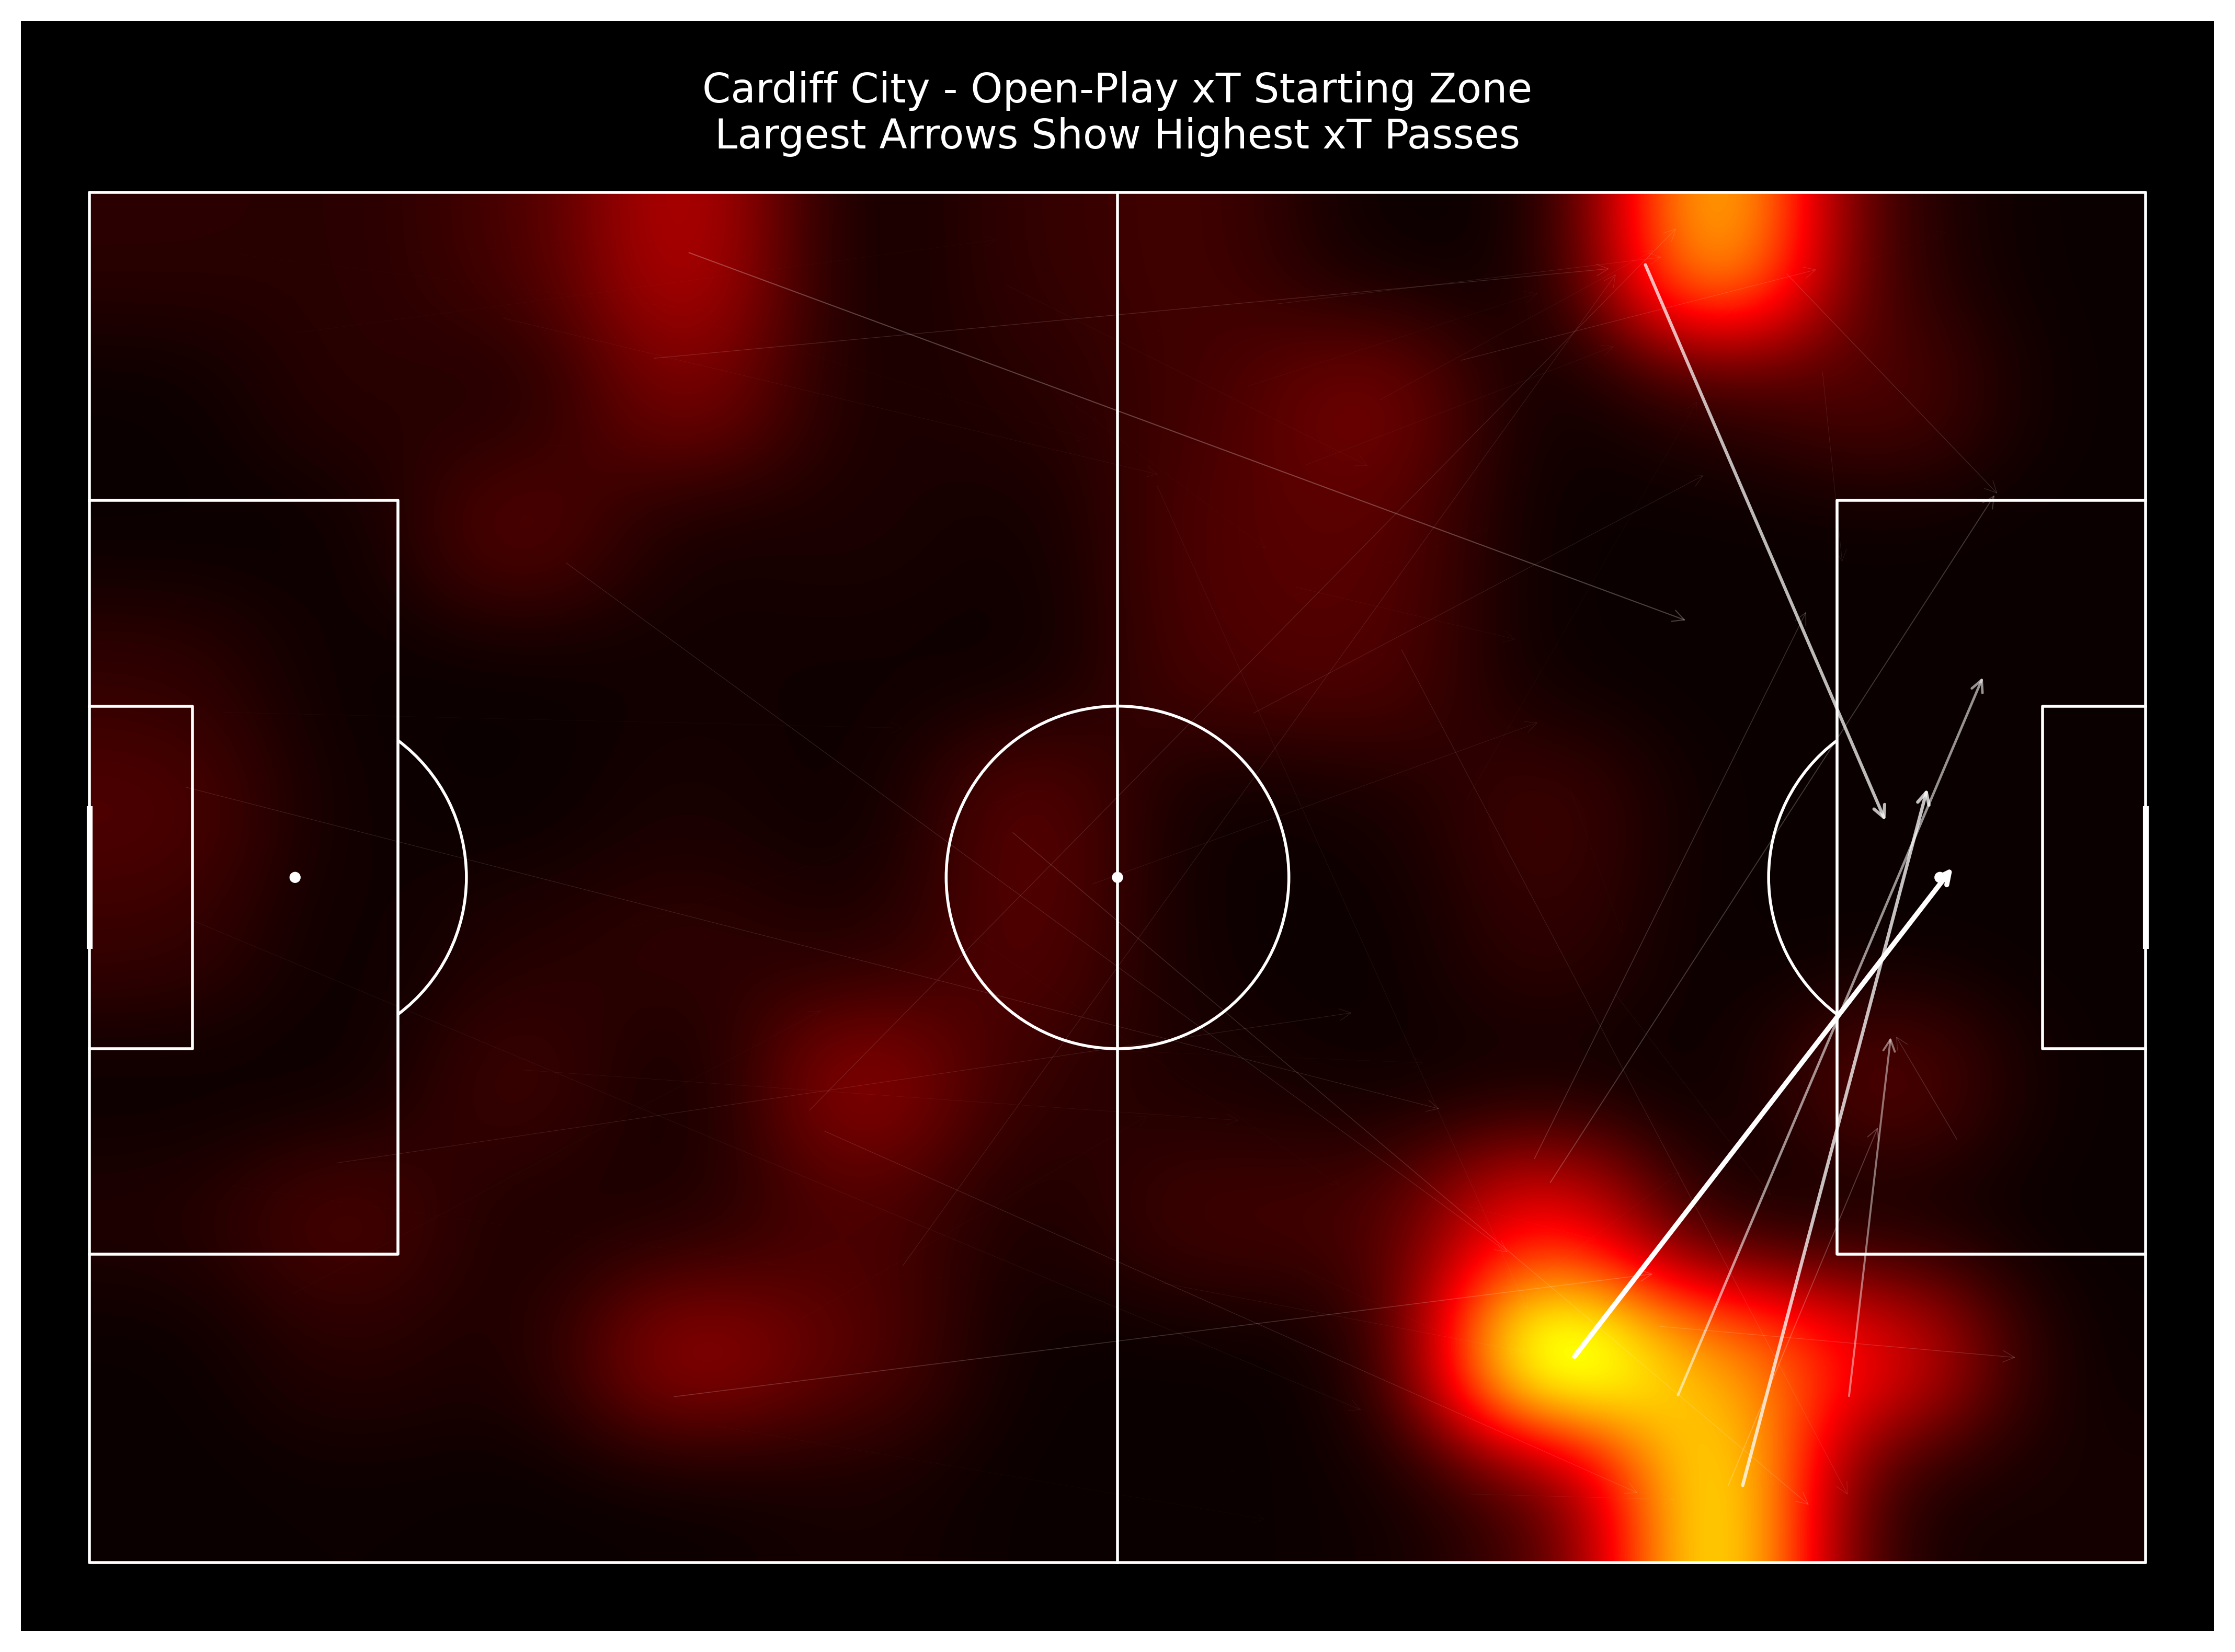 Cardiff City - Open-Play xT Starting Zone
Largest Arrows Show Highest xT Passes